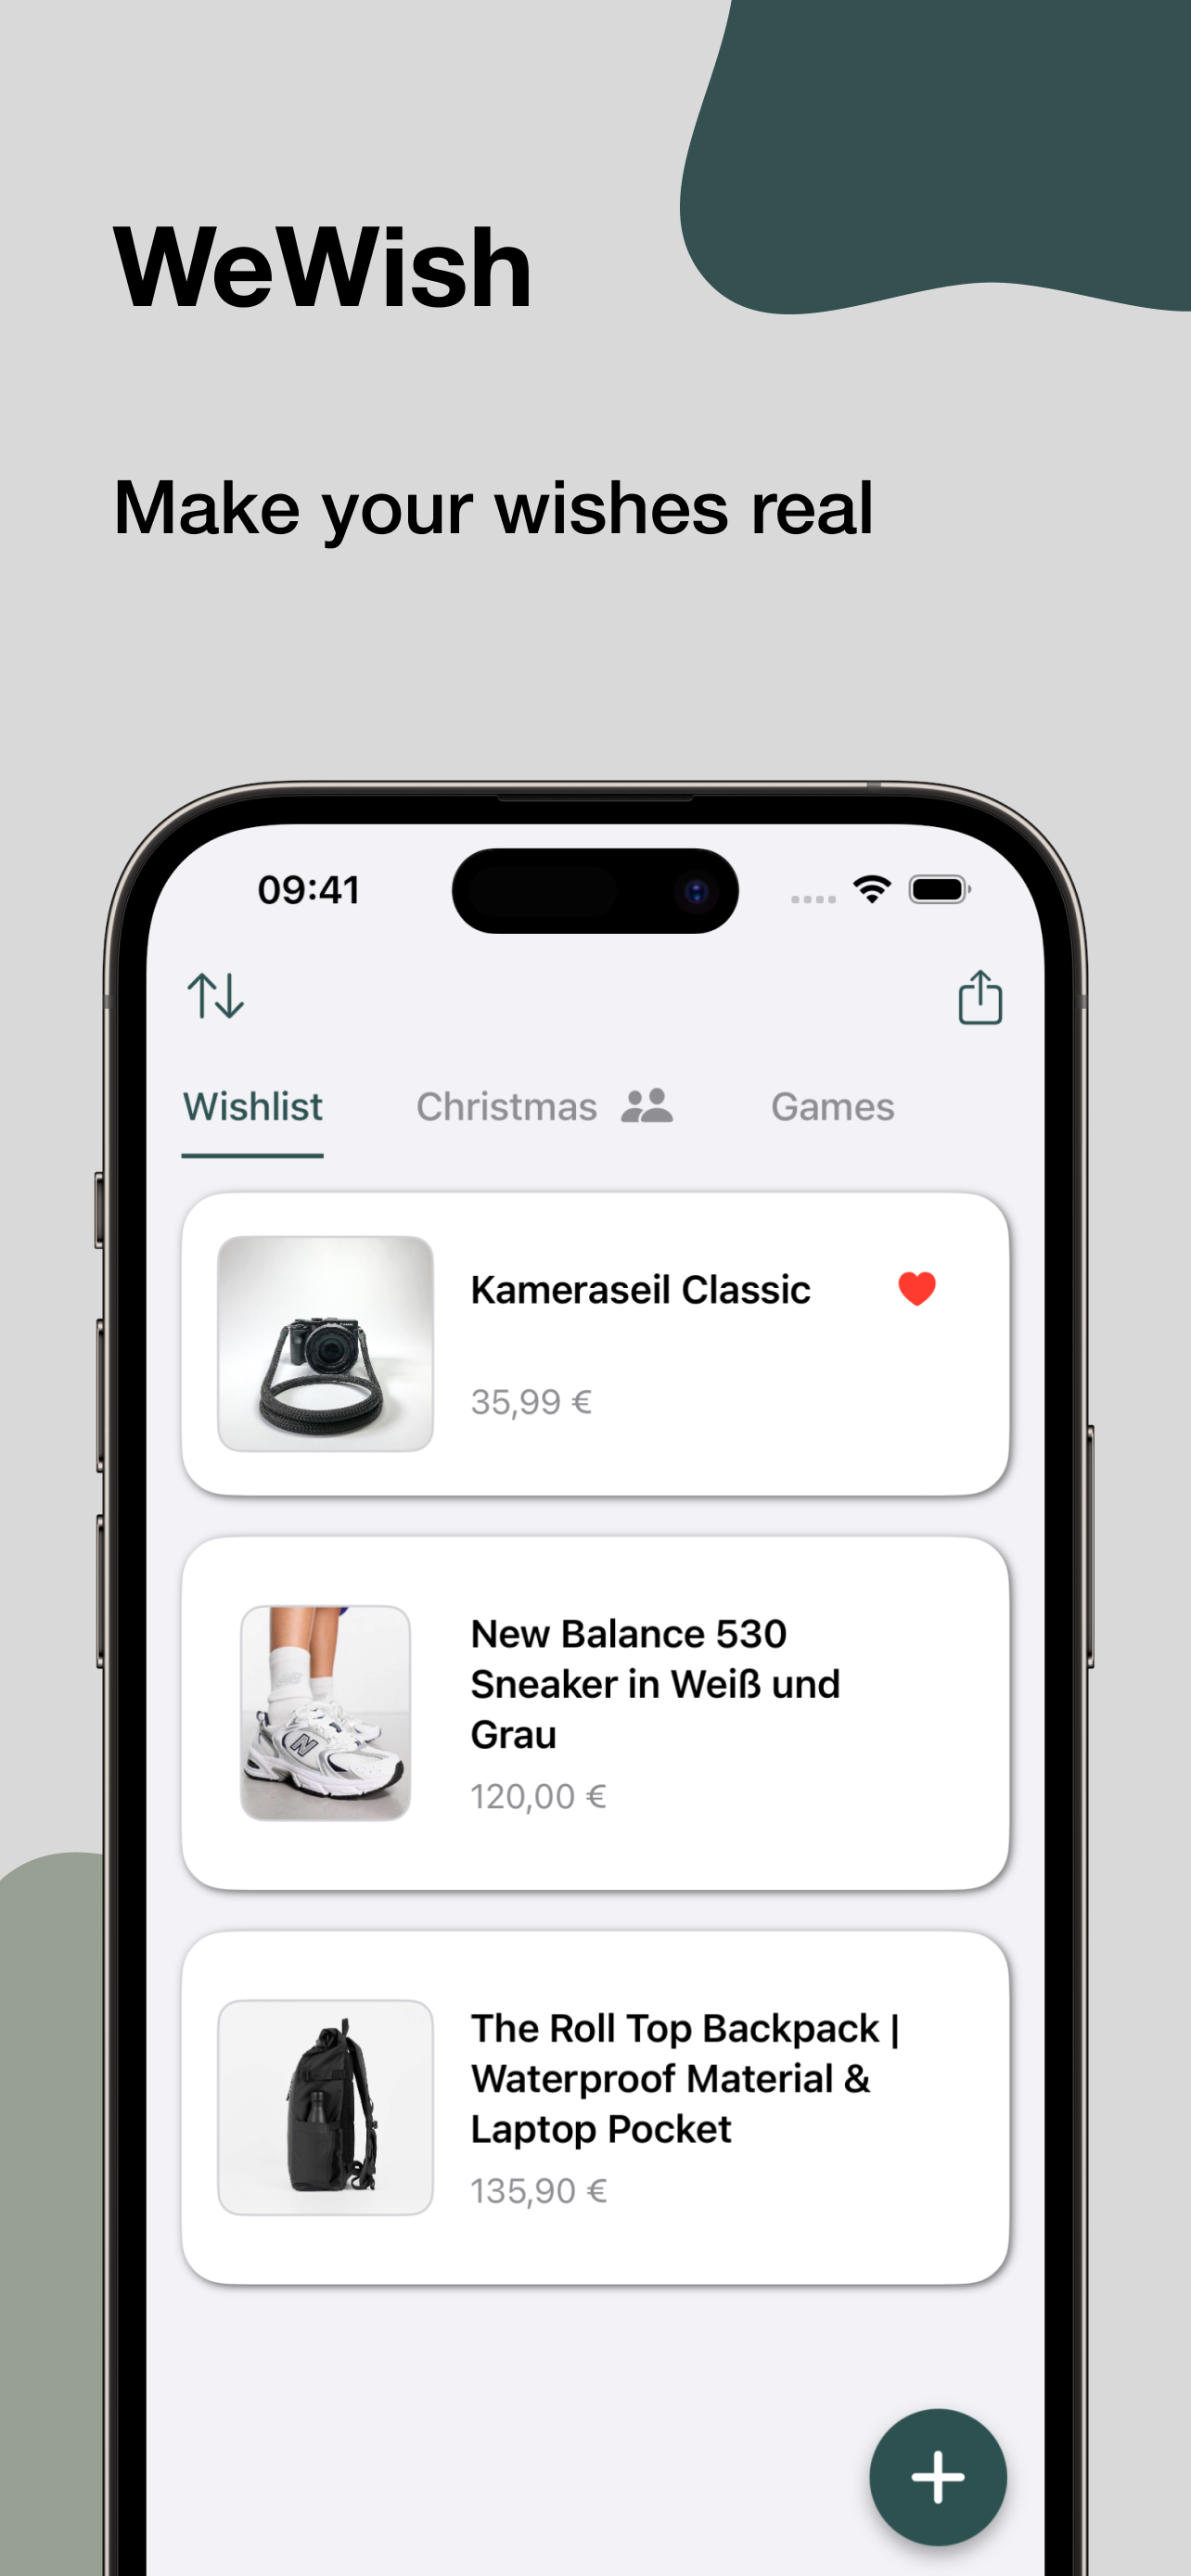 WeWish
Make your wishes real
09:41
Wishlist Christmas Games
Kameraseil Classic
35,99 €
New Balance 530
Sneaker in Weiß und
Grau
120,00 €
The Roll Top Backpack |
Waterproof Material &
Laptop Pocket
135,90 €